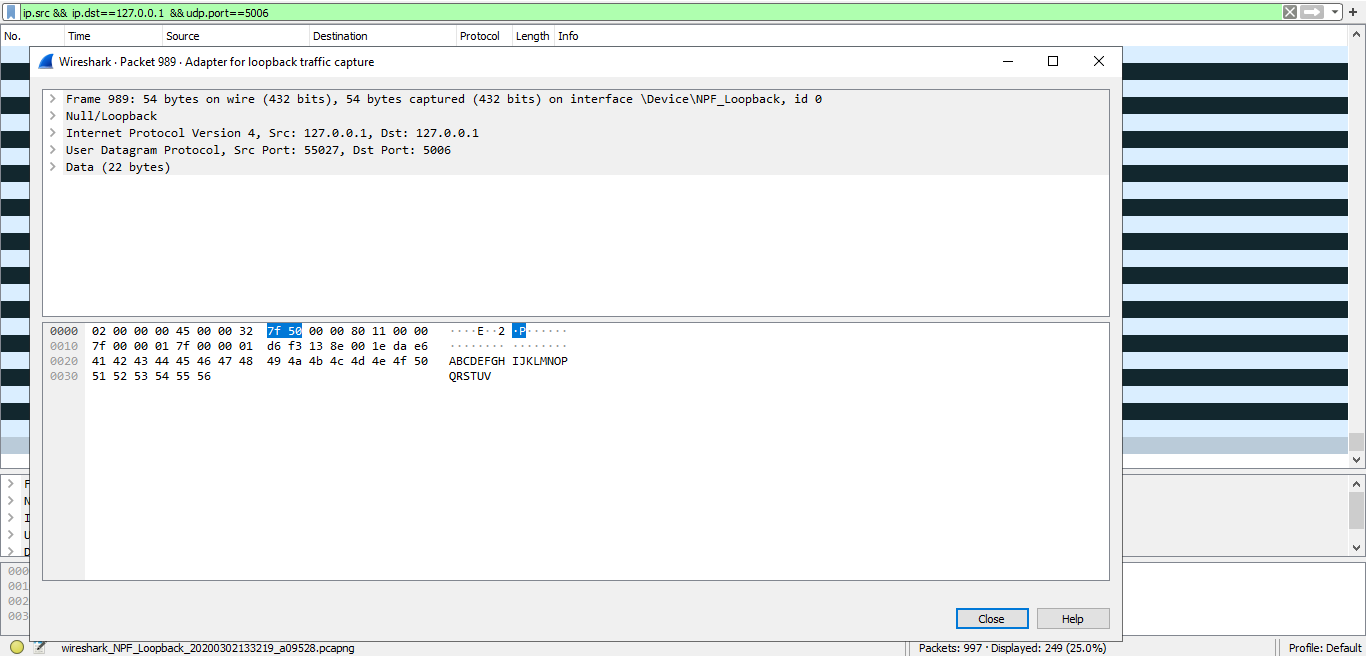 ip.src && ip.dst==127.0.0.1 &&udp.port==5006
No. Time Source Destination Protocol Length Info
Wireshark · Packet 989 · Adapter for loopback traffic capture
Frame 989: 54 bytes on wire (432 bits), 54 bytes captured (432 bits) on interface \Device\NPF_Loopback, id 0
Null/Loopback
Internet Protocol Version 4, Src: 127.0.0.1, Dst: 127.0.0.1
User Datagram Protocol, Src Port: 55027, Dst Port: 5006
Data (22 bytes)
0000 02 00 00 00 45 00 00 32 7f 50 00 00 80 11 00 00 ····E··2 ·P······
0010 7f 00 00 01 7f 00 00 01 d6 f3 13 8e 00 1e da e6 ········ ········
0020 41 42 43 44 45 46 47 48 49 4a 4b 4c 4d 4e 4f 50 ABCDEFGH IJKLMNOP
0030 51 52 53 54 55 56 QRSTUV
F
N
I
U
D
000
001
002
003
Close Help
wireshark_NPF_Loopback_20200302133219_a09528.pcapng Packets: 997 · Displayed: 249 (25.0%) Profile: Default